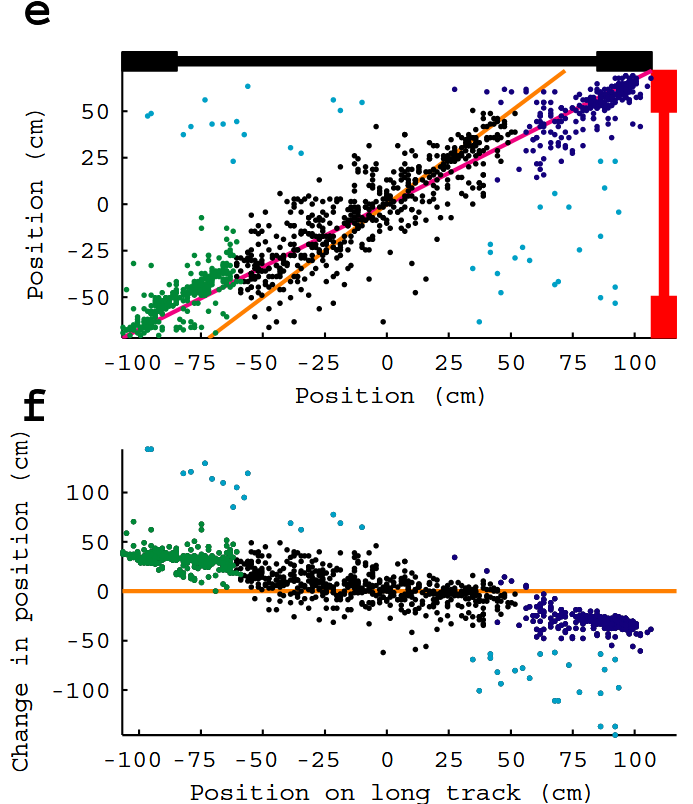 e
Position (cm)
50
25
0
-25
-50
-100 -75 -50 -25 0 25 50 75 100
Position (cm)
f
Change in position (cm)
100
50
0
-50
-100
-100 -75 -50 -25 0 25 50 75 100
Position on long track (cm)